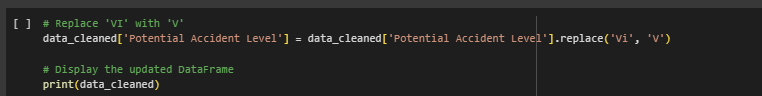 [ ] # Replace 'VI' with 'V'
data_cleaned['Potential Accident Level'] = data_cleaned['Potential Accident Level'].replace('Vi', 'V')
# Display the updated DataFrame
print(data_cleaned)